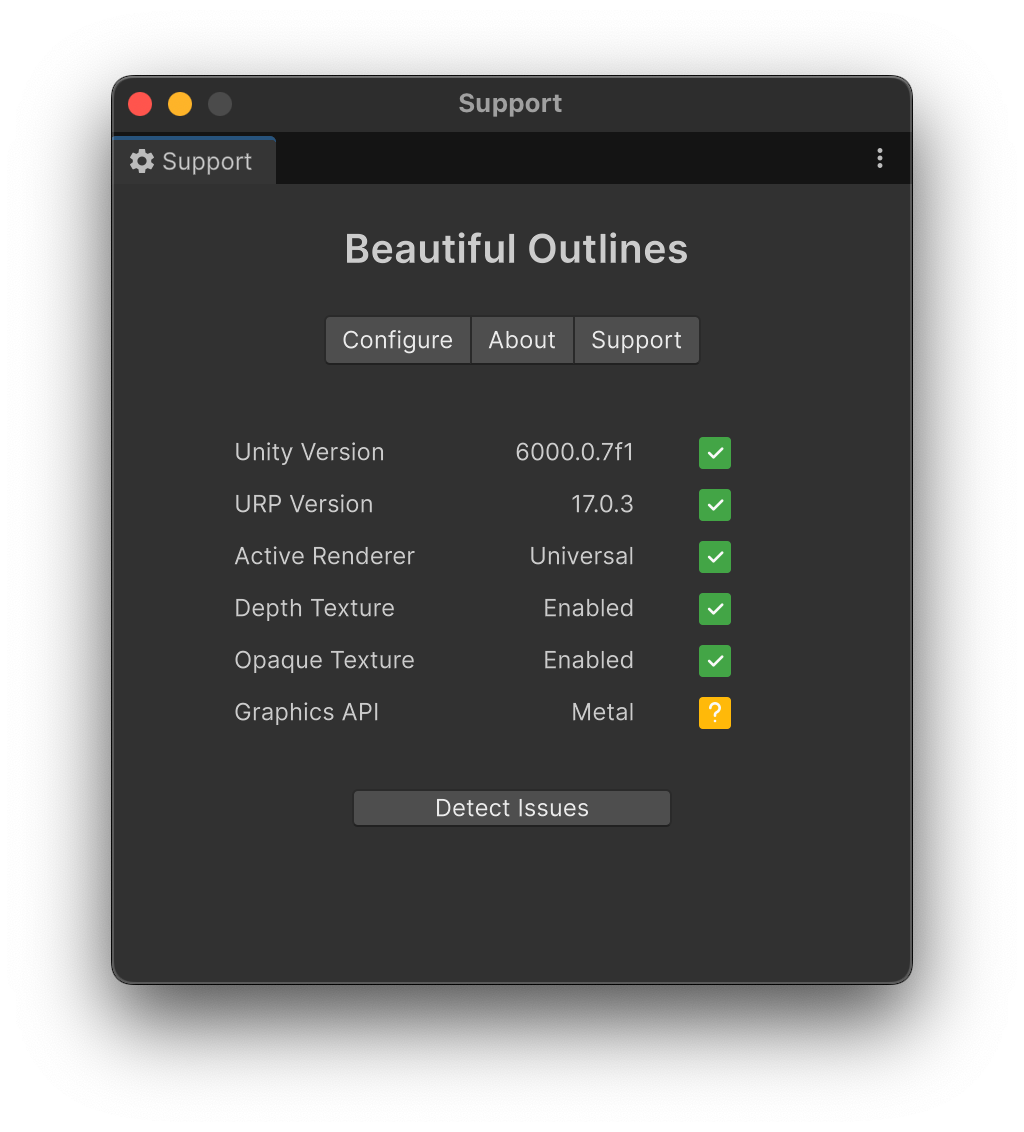 Support
Support
Beautiful Outlines
Configure About Support
Unity Version 6000.0.7f1
URP Version 17.0.3
Active Renderer Universal
Depth Texture Enabled
Opaque Texture Enabled
Graphics API Metal ?
Detect Issues